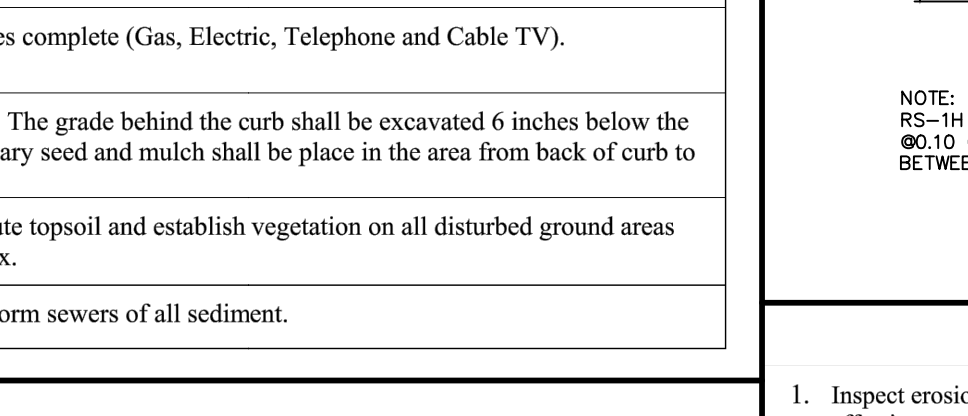 es complete (Gas, Electric, Telephone and Cable TV).
The grade behind the curb shall be excavated 6 inches below the
ary seed and mulch shall be place in the area from back of curb to
te topsoil and establish vegetation on all disturbed ground areas
x.
orm sewers of all sediment.
NOTE:
RS-1H
@0.10
BETWEE
1. Inspect erosio